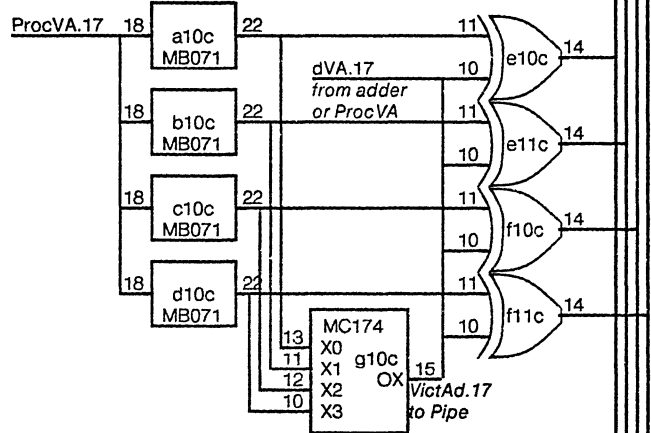 ProcVA.17 18 a10c 22 11 e10c 14
MB071
dVA.17 10
from adder
or ProcVA
18 b10c 22 11 e11c 14
MB071
10
18 c10c 22 11 f10c 14
MB071
10
18 d10c 22 11 f11c 14
MB071
10
MC174
g10c
13 X0
11 X1
12 X2
10 X3
OX 15
VictAd.17
to Pipe